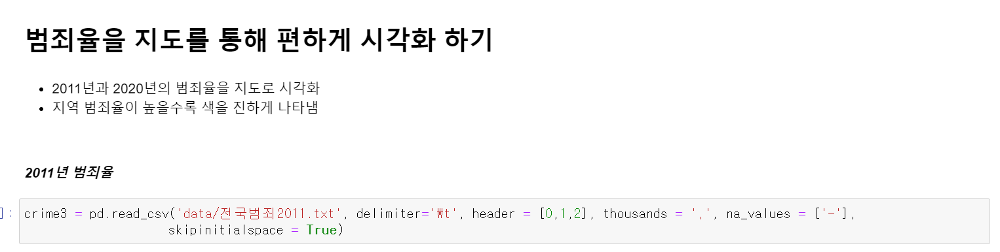 범죄율을 지도를 통해 편하게 시각화 하기
• 2011년과 2020년의 범죄율을 지도로 시각화
• 지역 범죄율이 높을수록 색을 진하게 나타냄
2011년 범죄율
]: crime3 = pd.read_csv('data/전국범죄2011.txt', delimiter='₩t', header = [0,1,2], thousands = ',', na_values = ['-'],
skipinitialspace = True)